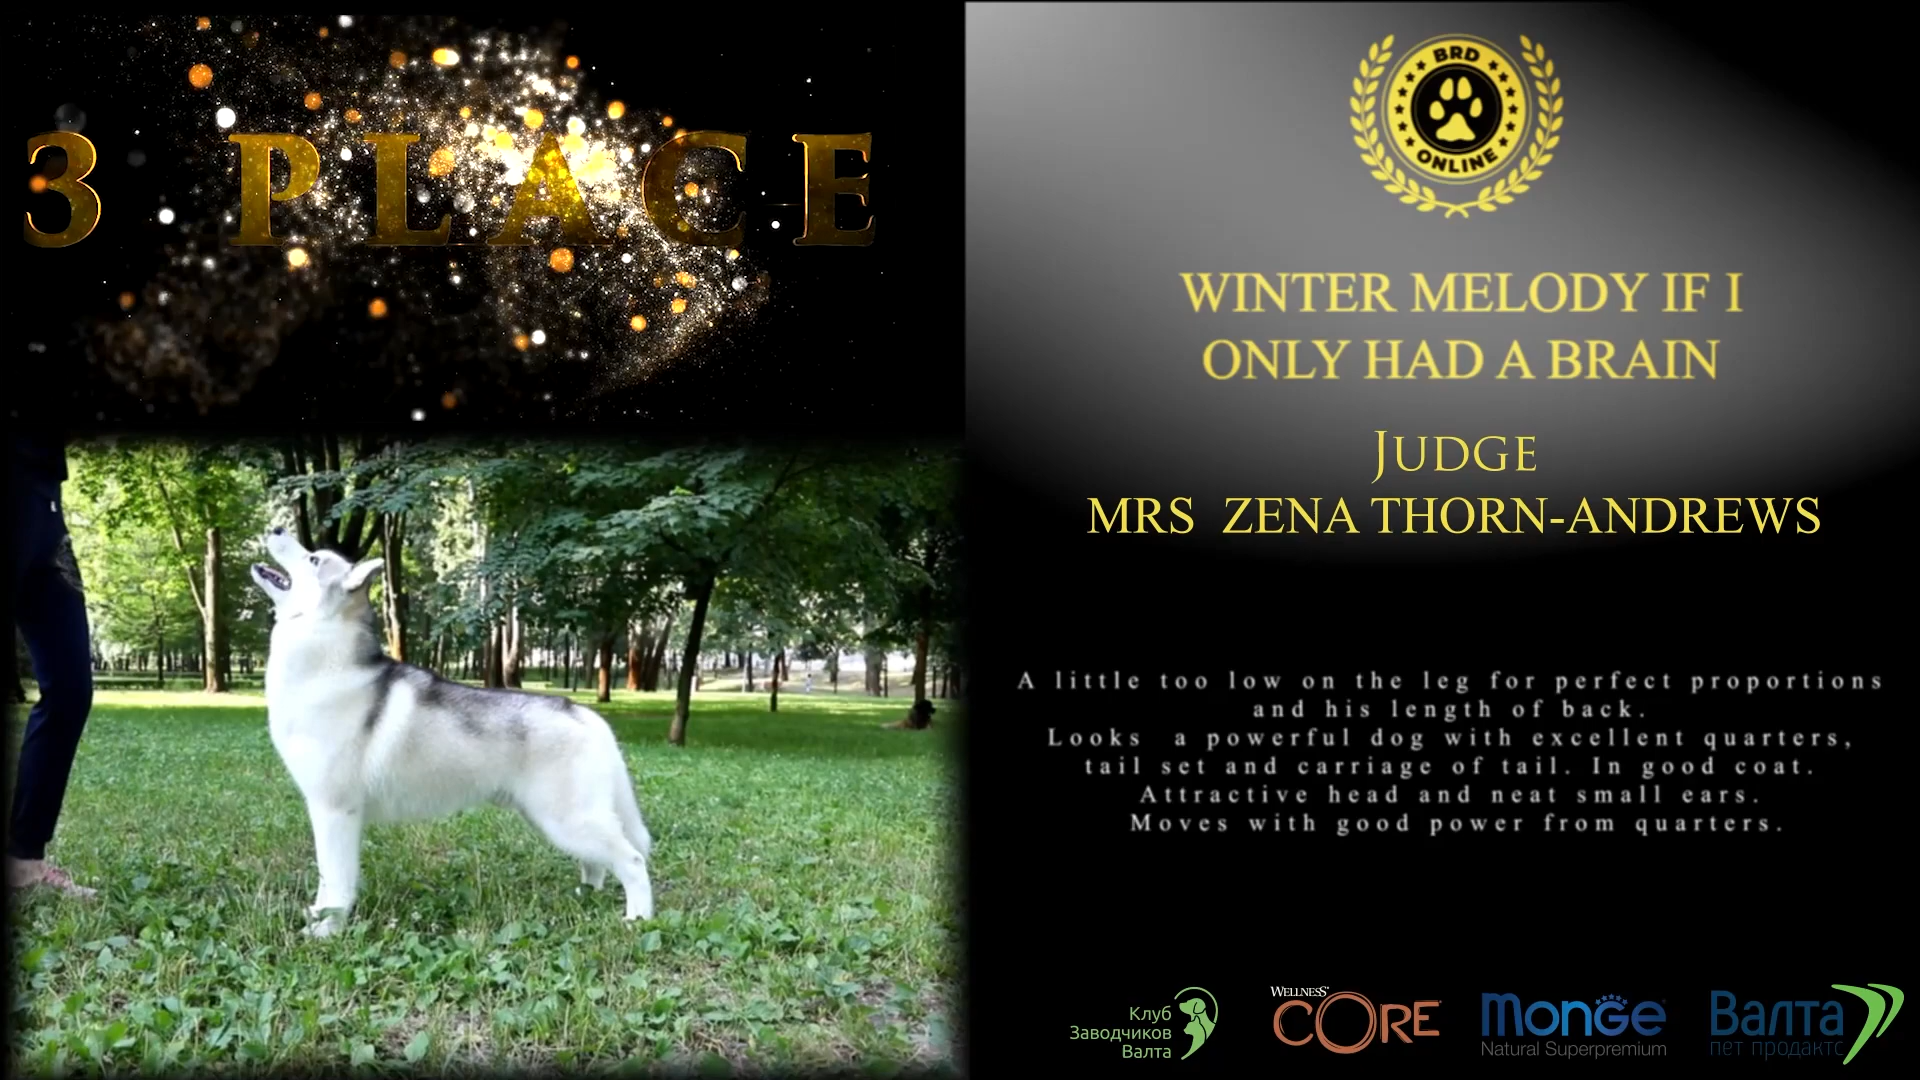 3 PLACE
BRD
ONLINE
WINTER MELODY IF I
ONLY HAD A BRAIN
JUDGE
MRS ZENA THORN-ANDREWS
A little too low on the leg for perfect proportions
and his length of back.
Looks a powerful dog with excellent quarters,
tail set and carriage of tail. In good coat.
Attractive head and neat small ears.
Moves with good power from quarters.
Клуб
Заводчиков
Валта
WELLNESS
CORE
Monge
Natural Superpremium
Валта
пет продактс